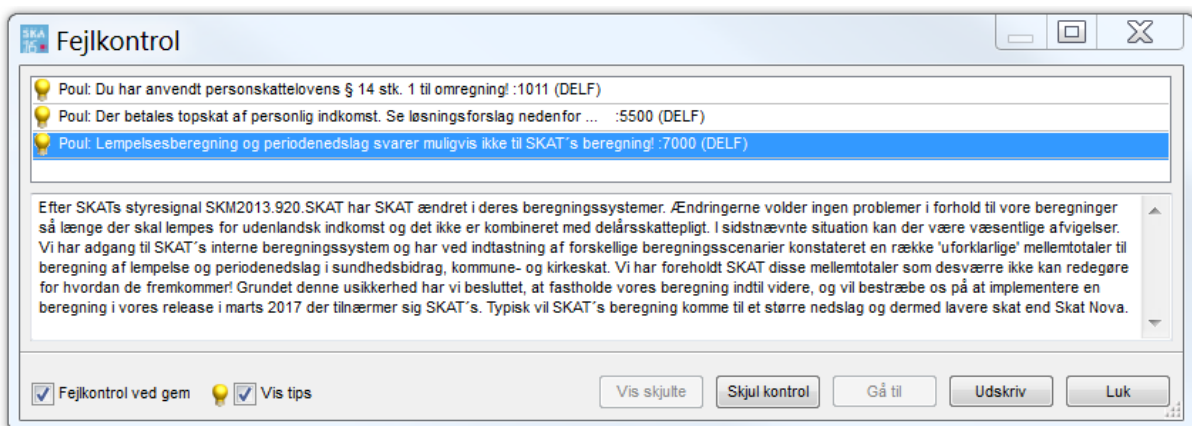 SKA
16
Fejlkontrol
Poul: Du har anvendt personskattelovens § 14 stk. 1 til omregning! :1011 (DELF)
Poul: Der betales topskat af personlig indkomst. Se løsningsforslag nedenfor ... :5500 (DELF)
Poul: Lempelsesberegning og periodenedslag svarer muligvis ikke til SKAT´s beregning! :7000 (DELF)
Efter SKATs styresignal SKM2013.920.SKAT har SKAT ændret i deres beregningssystemer. Ændringerne volder ingen problemer i forhold til vore beregninger
så længe der skal lempes for udenlandsk indkomst og det ikke er kombineret med delårsskattepligt. I sidstnævnte situation kan der være væsentlige afvigelser.
Vi har adgang til SKAT´s interne beregningssystem og har ved indtastning af forskellige beregningsscenarier konstateret en række 'uforklarlige' mellemtotaler til
beregning af lempelse og periodenedslag i sundhedsbidrag, kommune- og kirkeskat. Vi har foreholdt SKAT disse mellemtotaler som desværre ikke kan redegøre
for hvordan de fremkommer! Grundet denne usikkerhed har vi besluttet, at fastholde vores beregning indtil videre, og vil bestræbe os på at implementere en
beregning i vores release i marts 2017 der tilnærmer sig SKAT´s. Typisk vil SKAT´s beregning komme til et større nedslag og dermed lavere skat end Skat Nova.
Fejlkontrol ved gem Vis tips Vis skjulte Skjul kontrol Gå til Udskriv Luk